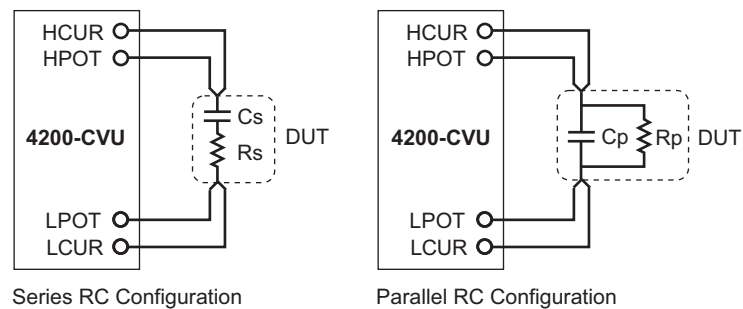 HCUR
HPOT
4200-CVU
Cs
Rs
DUT
LPOT
LCUR
Series RC Configuration
HCUR
HPOT
4200-CVU
Cp
Rp
DUT
LPOT
LCUR
Parallel RC Configuration